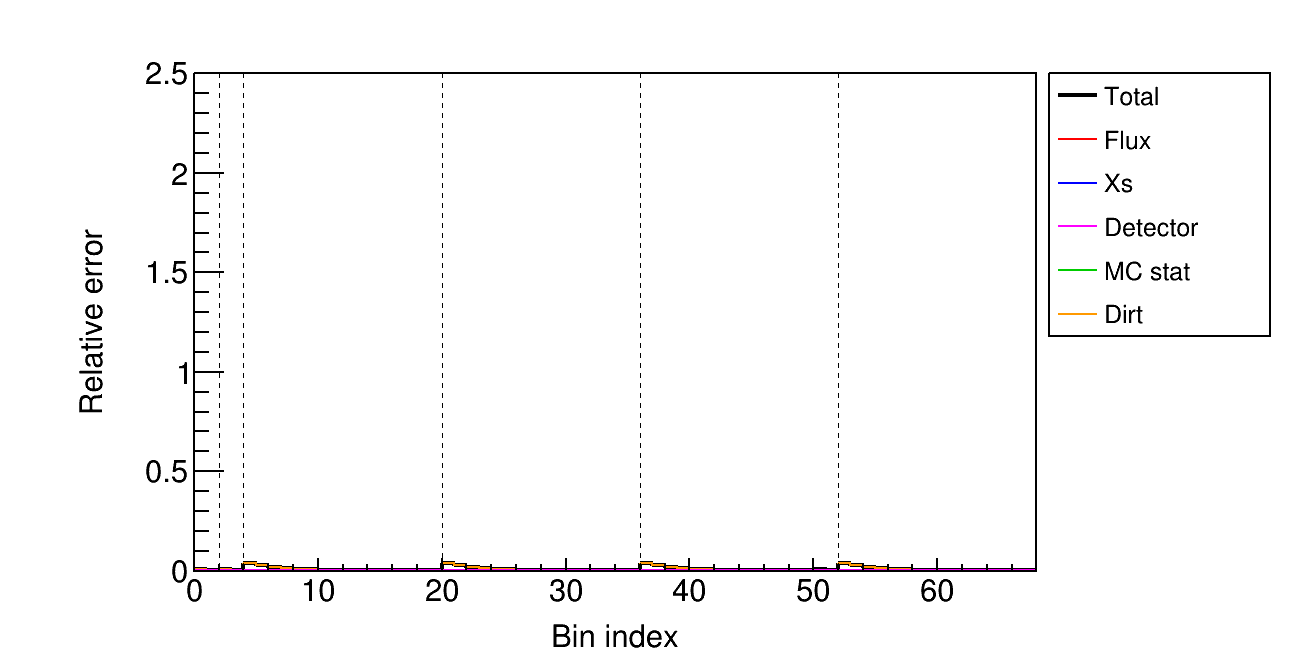 2.5
2
1.5
1
0.5
0
Relative error
0 10 20 30 40 50 60
Bin index
Total
Flux
Xs
Detector
MC stat
Dirt